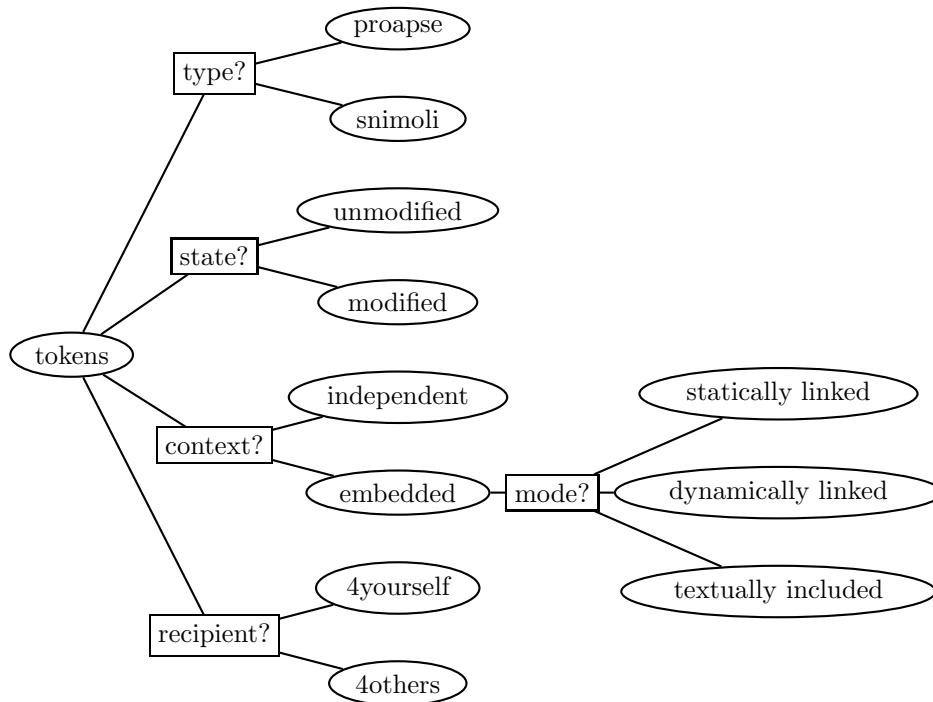 proapse
type?
snimoli
unmodified
state?
modified
tokens
independent
statically linked
context?
embedded
mode?
dynamically linked
4yourself
textually included
recipient?
4others